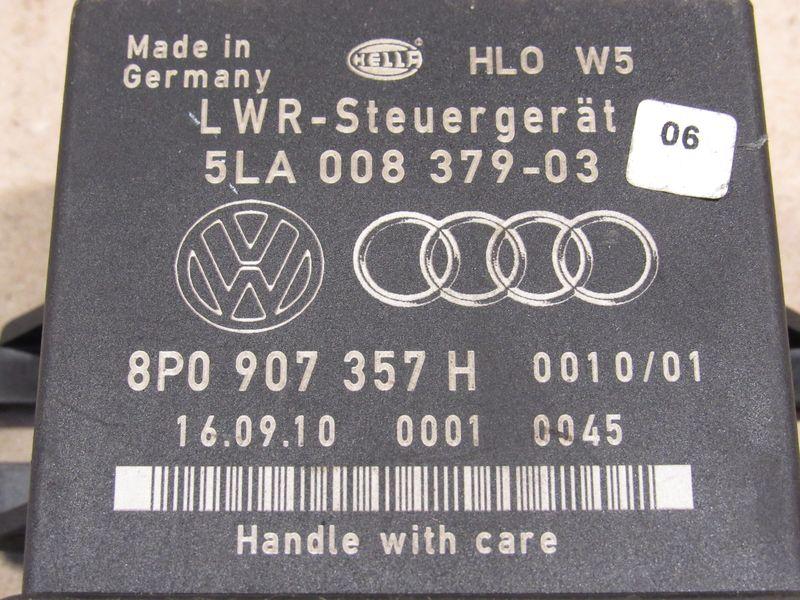 Made in
Germany
HELLA® HLO W5
LWR-Steuergerät
06
5LA 008 379-03
VW
8P0 907 357 H 0010/01
16.09.10 0001 0045
Handle with care